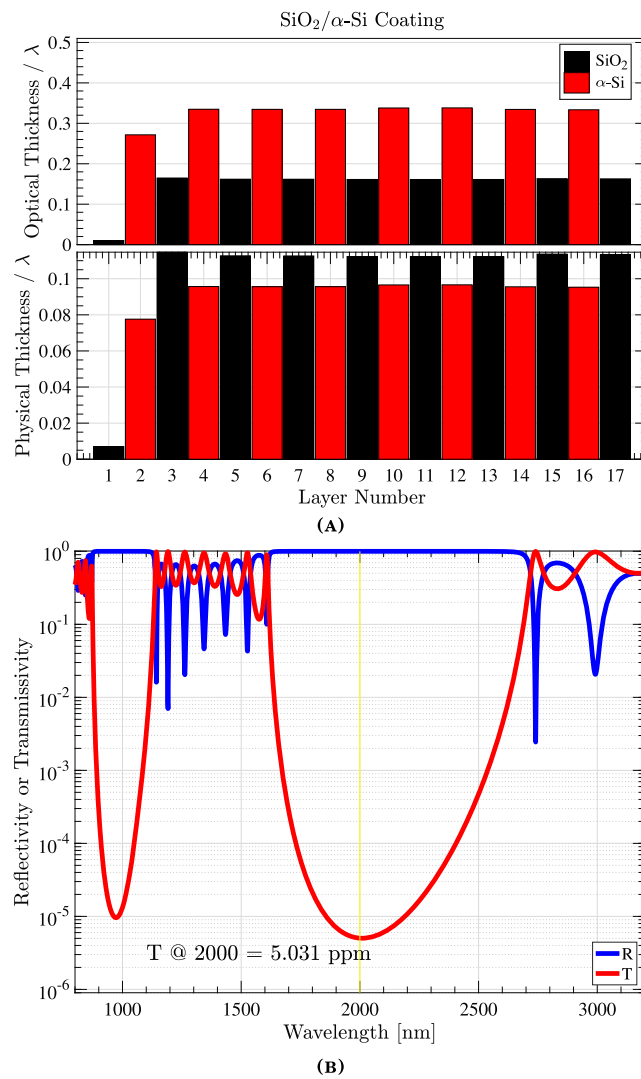 SiO2/α-Si Coating
Optical Thickness / λ
0.5
0.4
0.3
0.2
0.1
0
SiO2
α-Si
Physical Thickness / λ
0.1
0.08
0.06
0.04
0.02
0
1 2 3 4 5 6 7 8 9 10 11 12 13 14 15 16 17
Layer Number
(A)
Reflectivity or Transmissivity
10^0
10^-1
10^-2
10^-3
10^-4
10^-5
10^-6
T @ 2000 = 5.031 ppm
R
T
1000 1500 2000 2500 3000
Wavelength [nm]
(B)